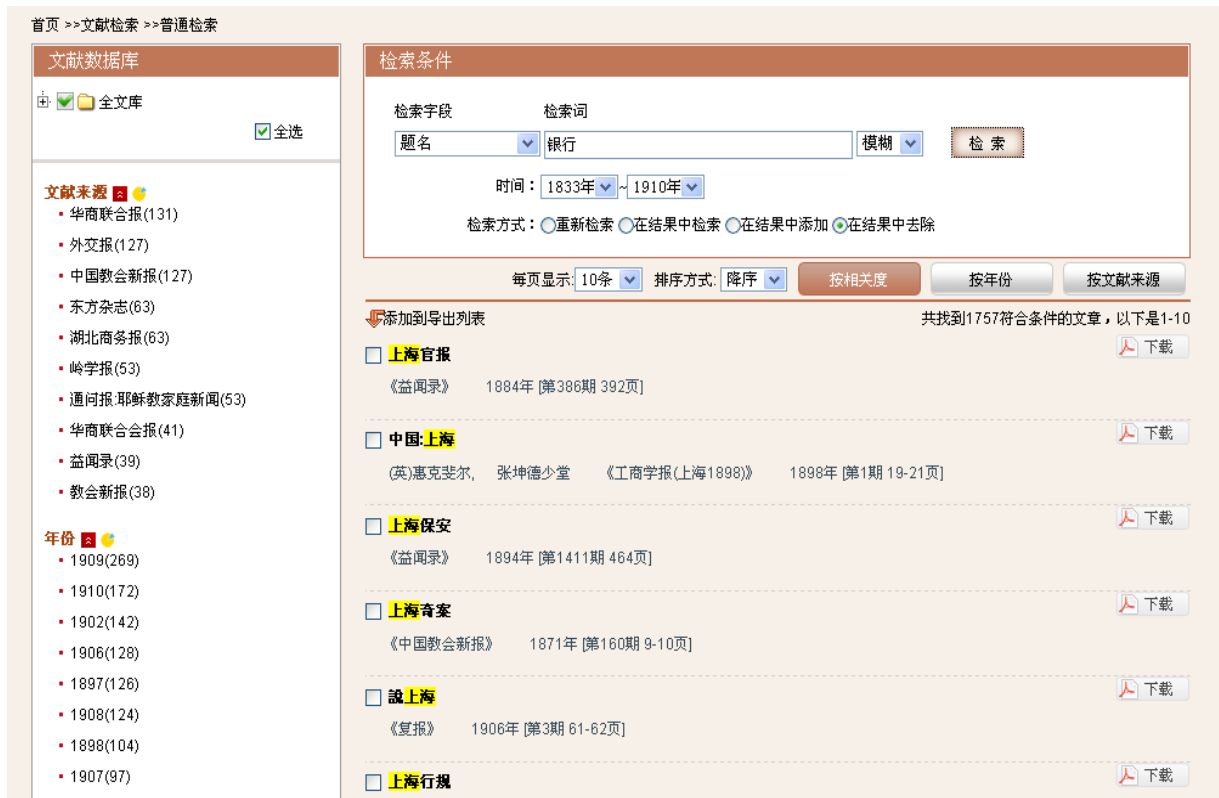 首页 >>文献检索 >>普通检索
文献数据库
全文库
全选
文献来源
华商联合报(131)
外交报(127)
中国教会新报(127)
东方杂志(63)
湖北商务报(63)
岭学报(53)
通问报:耶稣教家庭新闻(53)
华商联合会报(41)
益闻录(39)
教会新报(38)
年份
1909(269)
1910(172)
1902(142)
1906(128)
1897(126)
1908(124)
1898(104)
1907(97)
检索条件
检索字段 检索词
题名 银行 模糊 检 索
时间： 1833年 ~ 1910年
检索方式： 重新检索 在结果中检索 在结果中添加 在结果中去除
每页显示: 10条 排序方式: 降序 按相关度 按年份 按文献来源
添加到导出列表 共找到1757符合条件的文章，以下是1-10
上海官报 下载
《益闻录》 1884年 [第386期 392页]
中国:上海 下载
(英)惠克斐尔, 张坤德少堂 《工商学报(上海1898)》 1898年 [第1期 19-21页]
上海保安 下载
《益闻录》 1894年 [第1411期 464页]
上海奇案 下载
《中国教会新报》 1871年 [第160期 9-10页]
說上海 下载
《复报》 1906年 [第3期 61-62页]
上海行規 下载